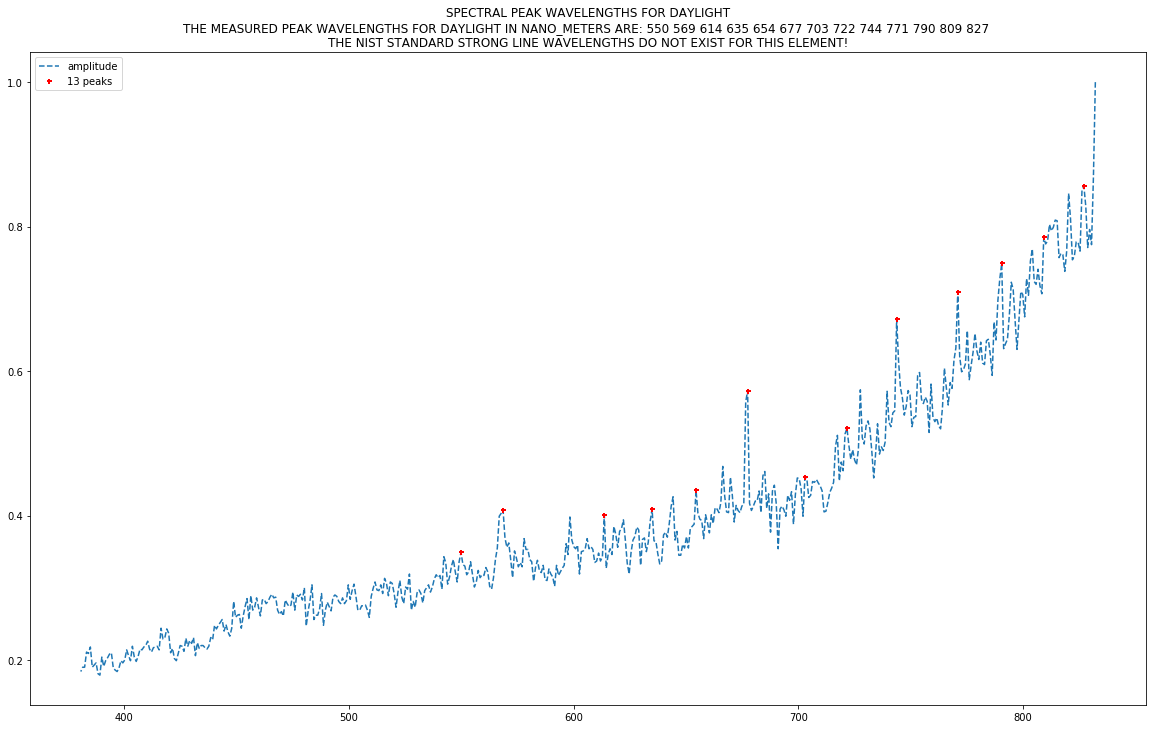 SPECTRAL PEAK WAVELENGTHS FOR DAYLIGHT
THE MEASURED PEAK WAVELENGTHS FOR DAYLIGHT IN NANO_METERS ARE: 550 569 614 635 654 677 703 722 744 771 790 809 827
THE NIST STANDARD STRONG LINE WAVELENGTHS DO NOT EXIST FOR THIS ELEMENT!
amplitude
13 peaks
1.0
0.8
0.6
0.4
0.2
400 500 600 700 800